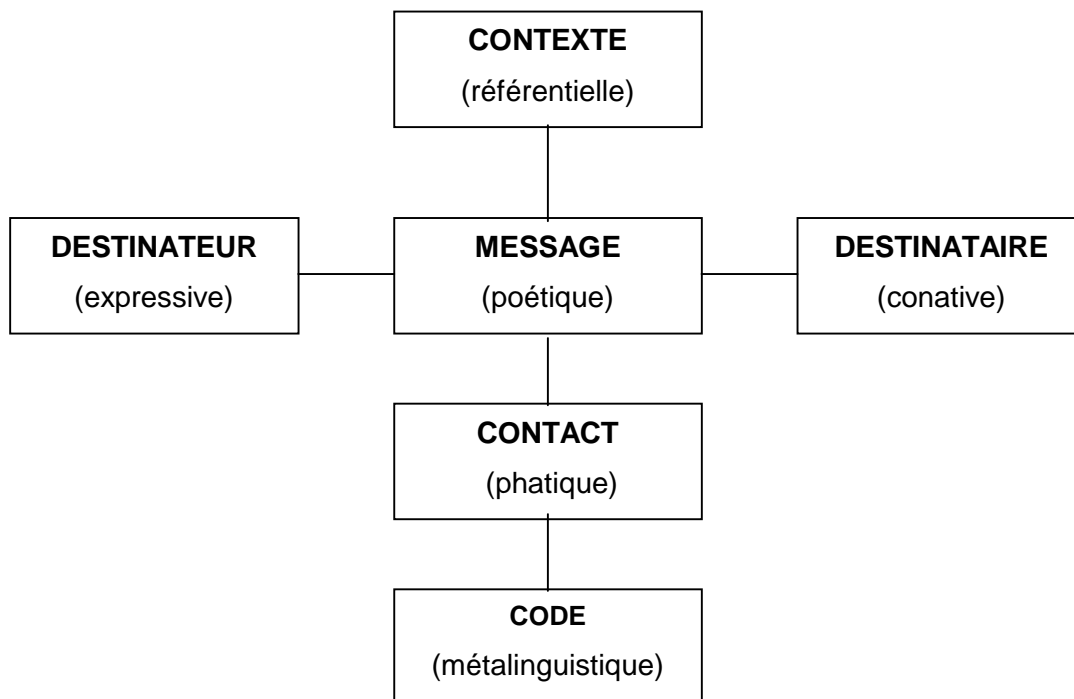 CONTEXTE
(référentielle)
DESTINATEUR
(expressive)
MESSAGE
(poétique)
DESTINATAIRE
(conative)
CONTACT
(phatique)
CODE
(métalinguistique)